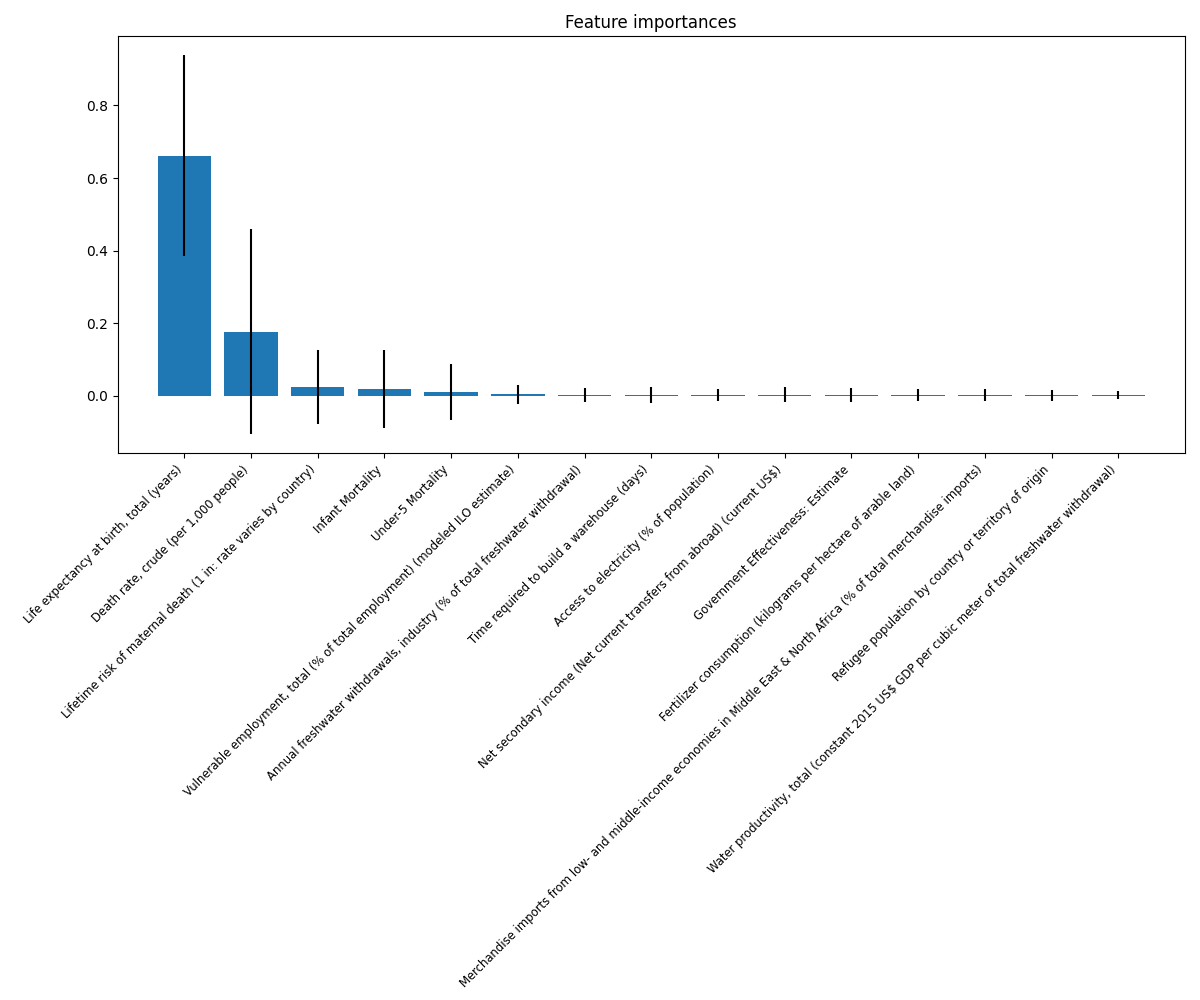 Feature importances
0.8
0.6
0.4
0.2
0.0
Life expectancy at birth, total (years)
Death rate, crude (per 1,000 people)
Lifetime risk of maternal death (1 in: rate varies by country)
Infant Mortality
Under-5 Mortality
Vulnerable employment, total (% of total employment) (modeled ILO estimate)
Annual freshwater withdrawals, industry (% of total freshwater withdrawal)
Time required to build a warehouse (days)
Access to electricity (% of population)
Net secondary income (Net current transfers from abroad) (current US$)
Government Effectiveness: Estimate
Fertilizer consumption (kilograms per hectare of arable land)
Merchandise imports from low- and middle-income economies in Middle East & North Africa (% of total merchandise imports)
Refugee population by country or territory of origin
Water productivity, total (constant 2015 US$ GDP per cubic meter of total freshwater withdrawal)